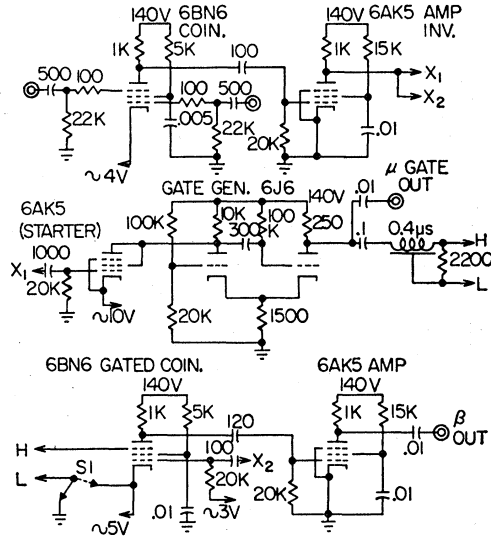 140V 6BN6 COIN. 140V 6AK5 AMP INV.
1K 5K 100 1K 15K
X1
X2
500 100 100 500
22K .005 22K 20K .01
~4V
GATE GEN. 6J6 140V .01 μ GATE OUT
6AK5 (STARTER) 100K 10K 300 100K 250 .1 0.4μs H
1000 2200
X1 20K L
~10V 20K 1500
6BN6 GATED COIN. 6AK5 AMP
140V 140V
1K 5K 120 1K 15K β OUT
.01
H
L S1 100 X2
20K 20K .01
~5V .01 ~3V